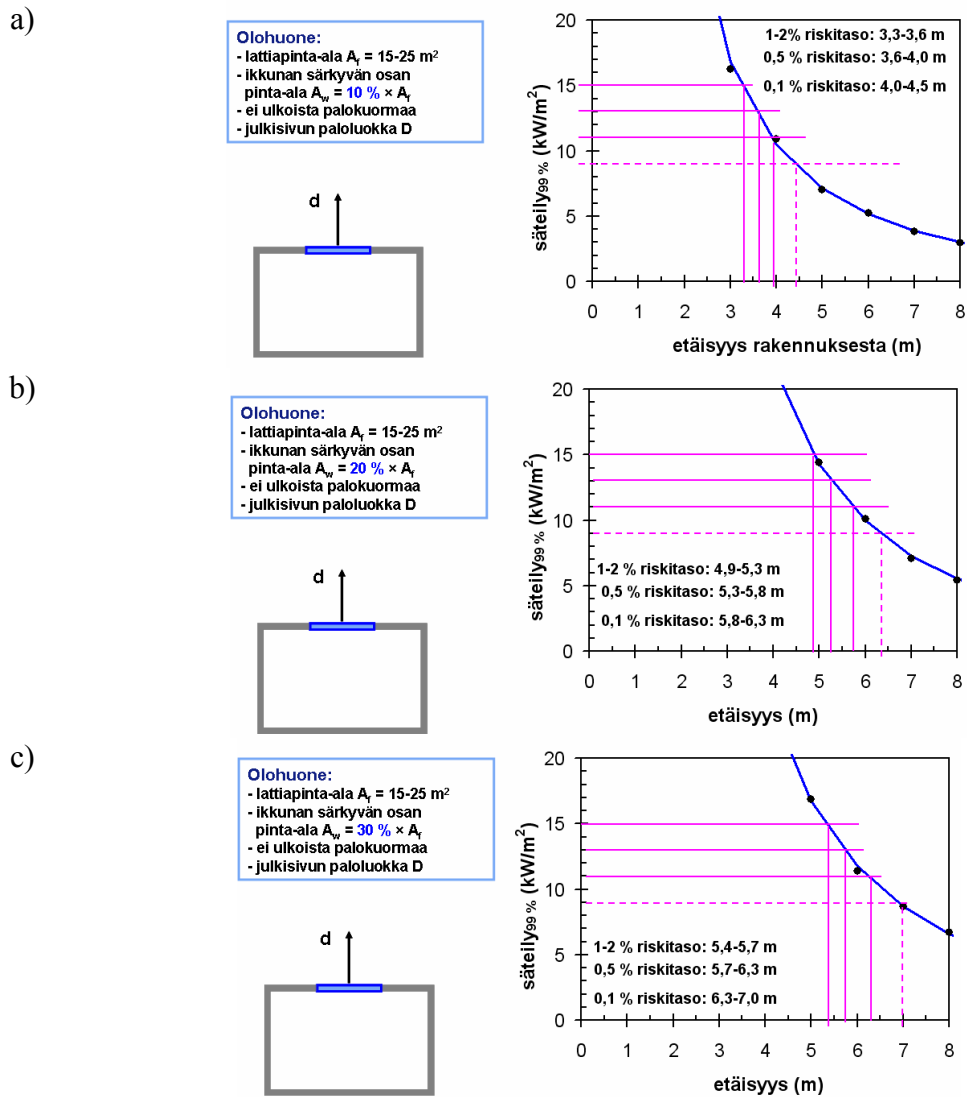 a)
Olohuone:
- lattiapinta-ala Af = 15-25 m²
- ikkunan särkyvän osan
pinta-ala Aw = 10 % × Af
- ei ulkoista palokuormaa
- julkisivun paloluokka D
d
1-2% riskitaso: 3,3-3,6 m
0,5 % riskitaso: 3,6-4,0 m
0,1 % riskitaso: 4,0-4,5 m
säteily99 % (kW/m²)
20
15
10
5
0
0 1 2 3 4 5 6 7 8
etäisyys rakennuksesta (m)
b)
Olohuone:
- lattiapinta-ala Af = 15-25 m²
- ikkunan särkyvän osan
pinta-ala Aw = 20 % × Af
- ei ulkoista palokuormaa
- julkisivun paloluokka D
d
säteily99 % (kW/m²)
20
15
10
5
0
1-2 % riskitaso: 4,9-5,3 m
0,5 % riskitaso: 5,3-5,8 m
0,1 % riskitaso: 5,8-6,3 m
0 1 2 3 4 5 6 7 8
etäisyys (m)
c)
Olohuone:
- lattiapinta-ala Af = 15-25 m²
- ikkunan särkyvän osan
pinta-ala Aw = 30 % × Af
- ei ulkoista palokuormaa
- julkisivun paloluokka D
d
säteily99 % (kW/m²)
20
15
10
5
0
1-2 % riskitaso: 5,4-5,7 m
0,5 % riskitaso: 5,7-6,3 m
0,1 % riskitaso: 6,3-7,0 m
0 1 2 3 4 5 6 7 8
etäisyys (m)